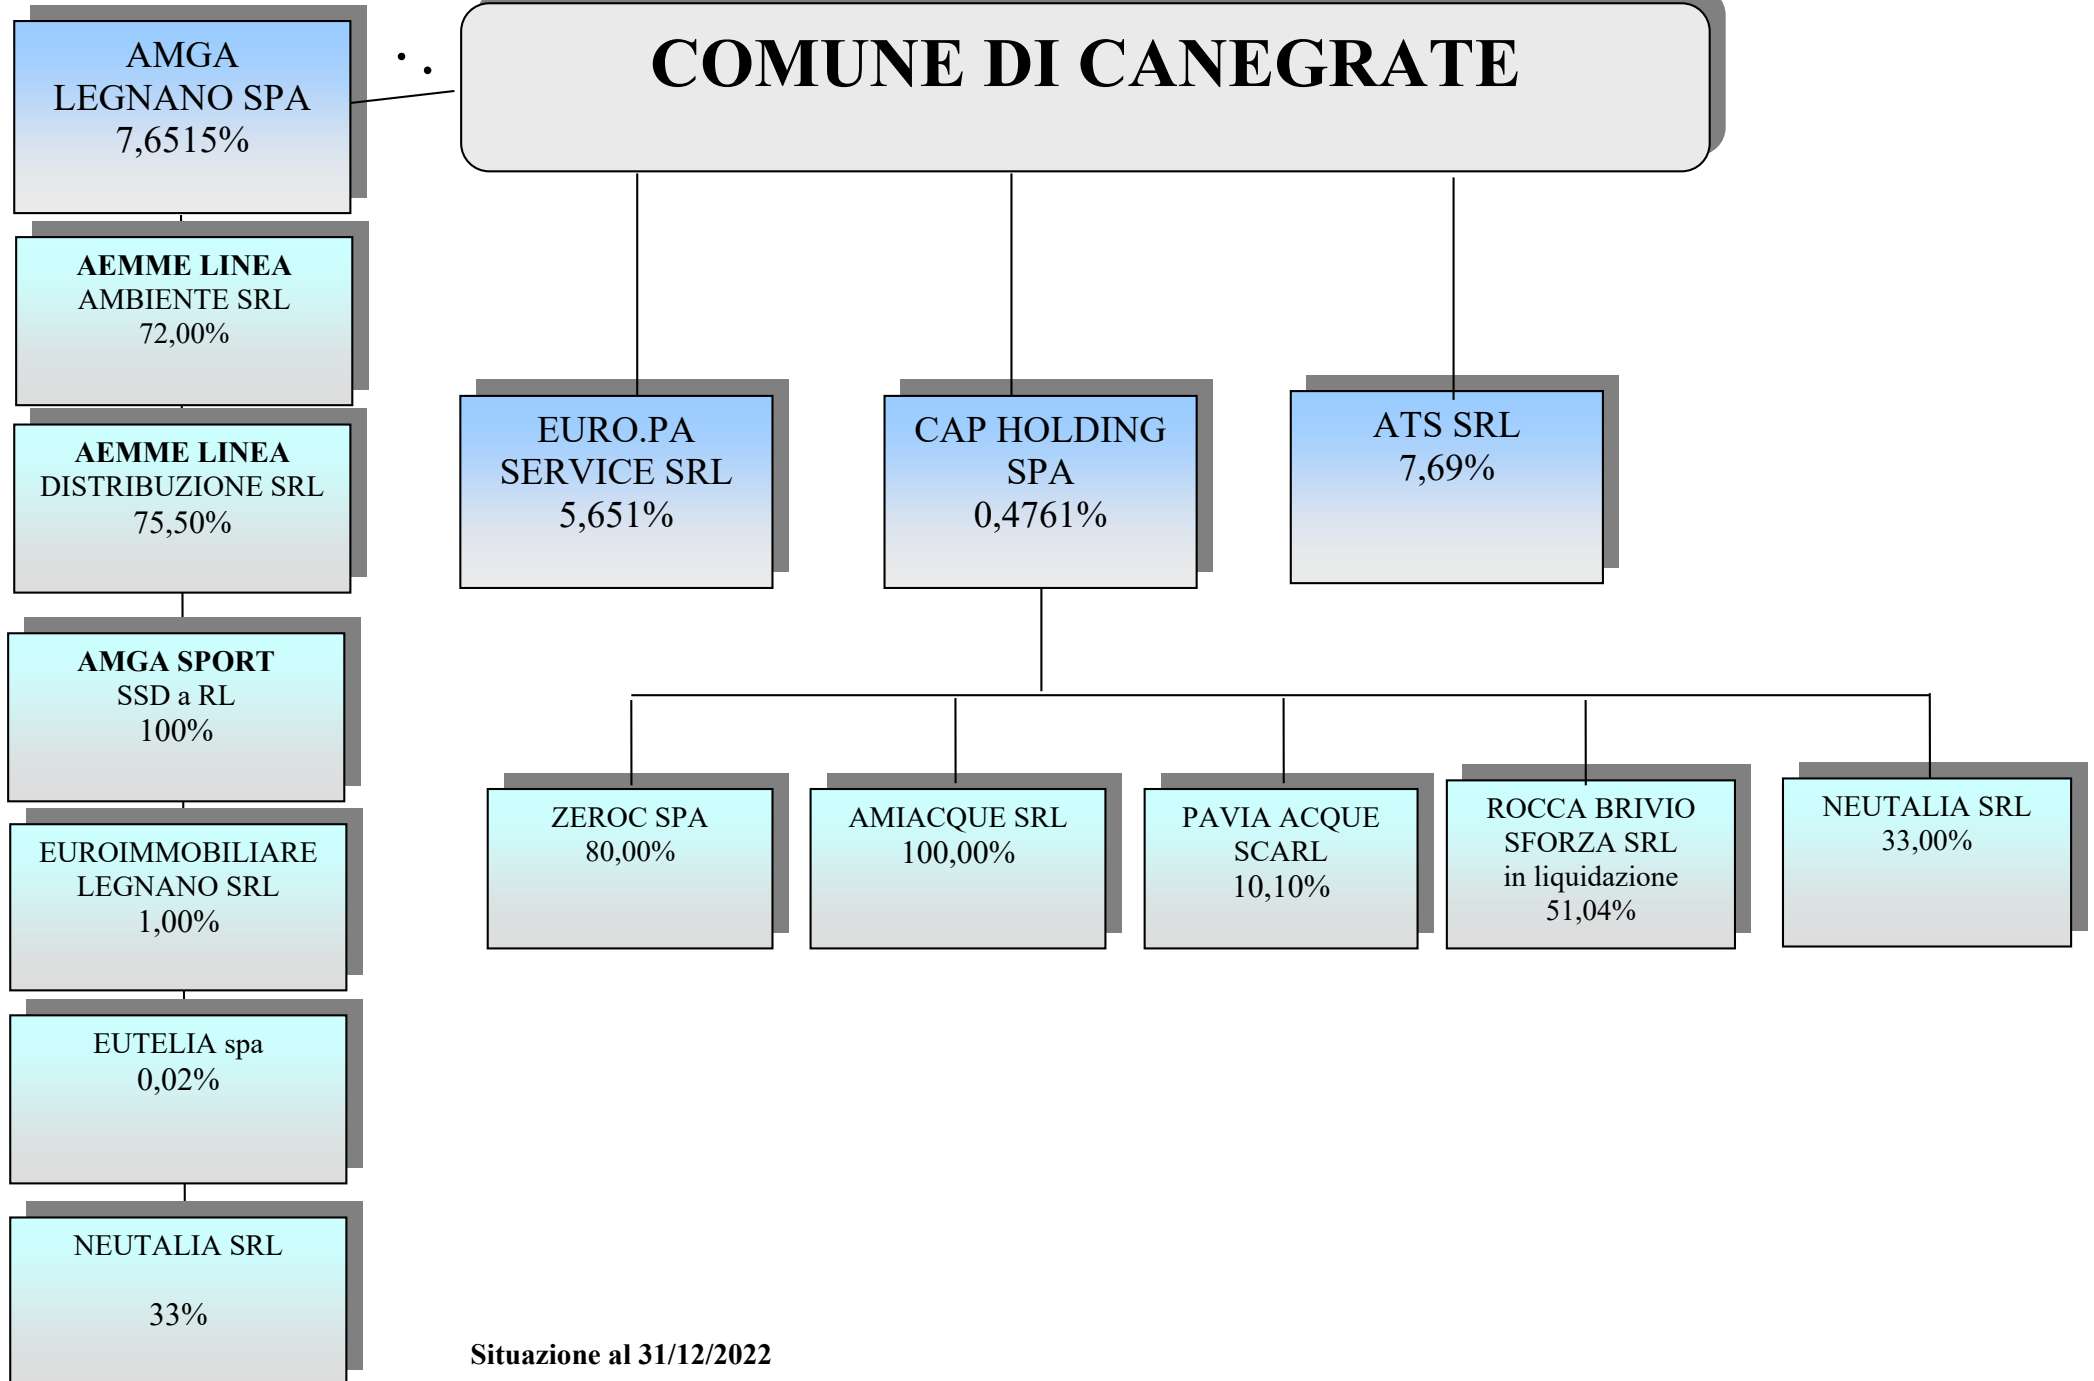 COMUNE DI CANEGRATE
AMGA
LEGNANO SPA
7,6515%
AEMME LINEA
AMBIENTE SRL
72,00%
AEMME LINEA
DISTRIBUZIONE SRL
75,50%
AMGA SPORT
SSD a RL
100%
EUROIMMOBILIARE
LEGNANO SRL
1,00%
EUTELIA spa
0,02%
NEUTALIA SRL
33%
EURO.PA
SERVICE SRL
5,651%
CAP HOLDING
SPA
0,4761%
ATS SRL
7,69%
ZEROC SPA
80,00%
AMIACQUE SRL
100,00%
PAVIA ACQUE
SCARL
10,10%
ROCCA BRIVIO
SFORZA SRL
in liquidazione
51,04%
NEUTALIA SRL
33,00%
Situazione al 31/12/2022